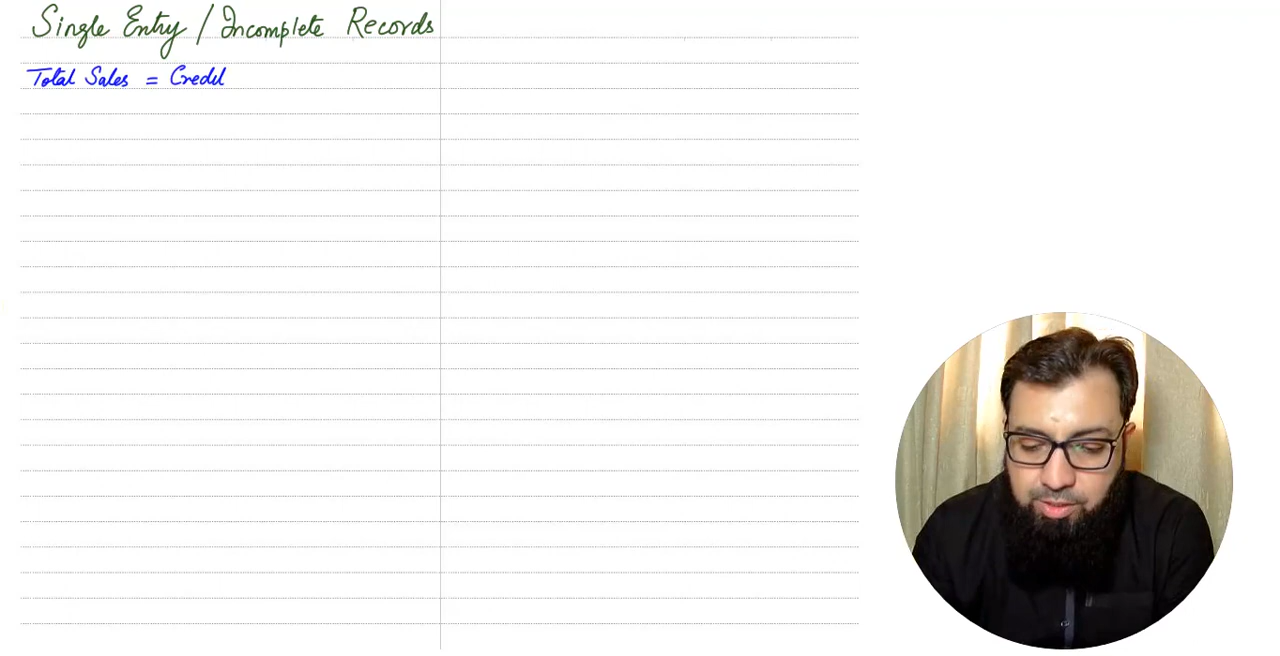 Single Entry / Incomplete Records
Total Sales = Credit